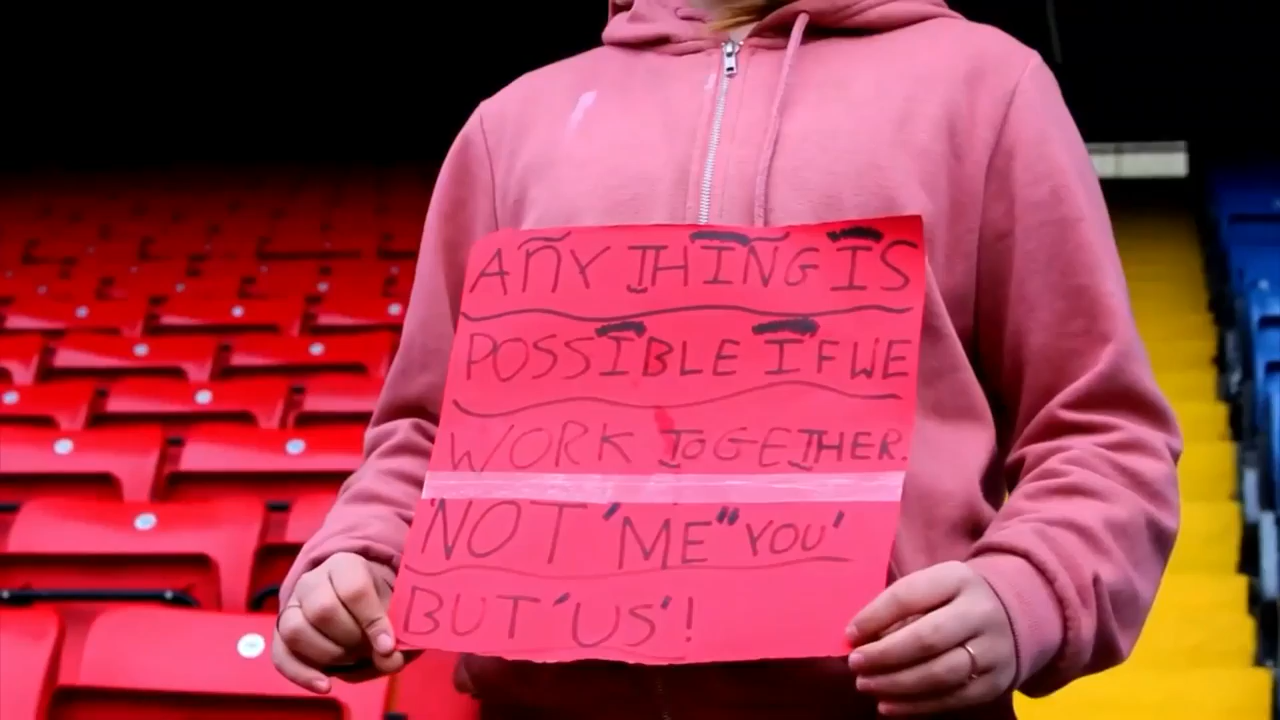 ANYTHING IS
POSSIBLE IF WE
WORK TOGETHER.
'NOT 'ME" "YOU'
BUT 'US'!